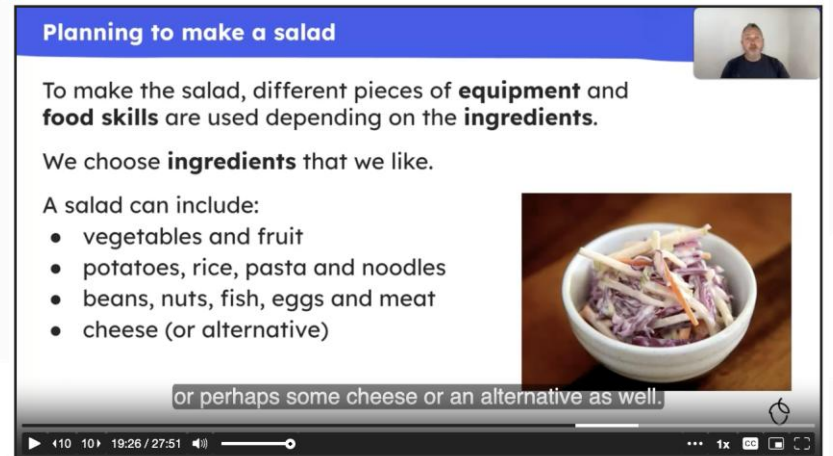 Planning to make a salad
To make the salad, different pieces of equipment and
food skills are used depending on the ingredients.
We choose ingredients that we like.
A salad can include:
● vegetables and fruit
● potatoes, rice, pasta and noodles
● beans, nuts, fish, eggs and meat
● cheese (or alternative)
or perhaps some cheese or an alternative as well.
10 10 19:26 / 27:51 1x CC